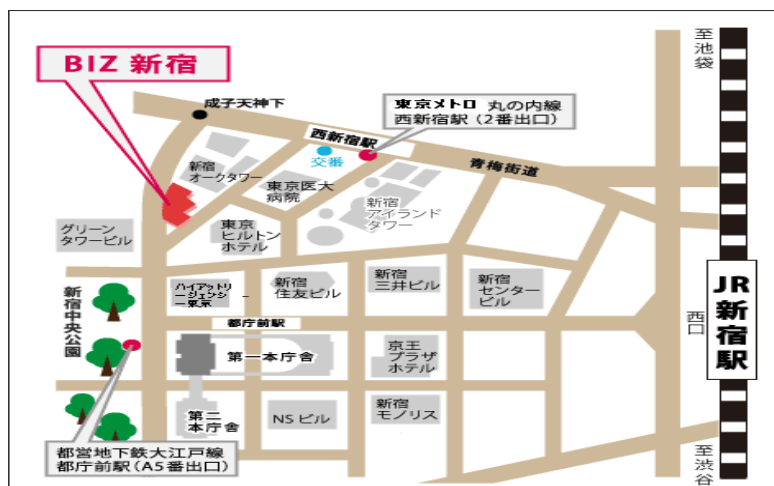 BIZ 新宿
成子天神下
東京メトロ 丸の内線
西新宿駅（2番出口）
西新宿駅
交番
青梅街道
新宿
オークタワー
東京医大
病院
新宿
アイランド
タワー
グリーン
タワービル
東京
ヒルトン
ホテル
ハイアットリ
ージェンシ
ー東京
新宿
住友ビル
新宿
三井ビル
新宿
センター
ビル
都庁前駅
新宿中央公園
第一本庁舎
京王
プラザ
ホテル
第二
本庁舎
NSビル
新宿
モノリス
都営地下鉄大江戸線
都庁前駅（A5番出口）
至池袋
西口
JR新宿駅
至渋谷